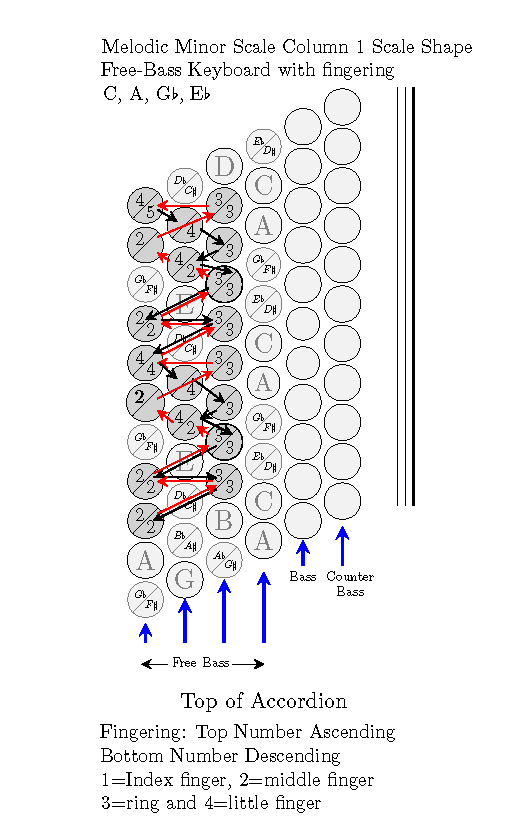 Melodic Minor Scale Column 1 Scale Shape
Free-Bass Keyboard with fingering
C, A, G♭, E♭
E♭ D♯
D
D♭ C♯ C
4 5 3 3
4 A
2 3
4 2 G♭ F♯
G♭ F♯ 3 3
E E♭ D♯
2 2 3 3
D♭ C♯ C
4 4 3 3
4 A
2 3
4 2 G♭ F♯
G♭ F♯ 3 3
E E♭ D♯
2 2 3 3
D♭ C♯ C
2 2 B
B♭ A♯ A
A A♭ G♯
G
G♭ F♯
Bass Counter
Bass
Free Bass
Top of Accordion
Fingering: Top Number Ascending
Bottom Number Descending
1=Index finger, 2=middle finger
3=ring and 4=little finger